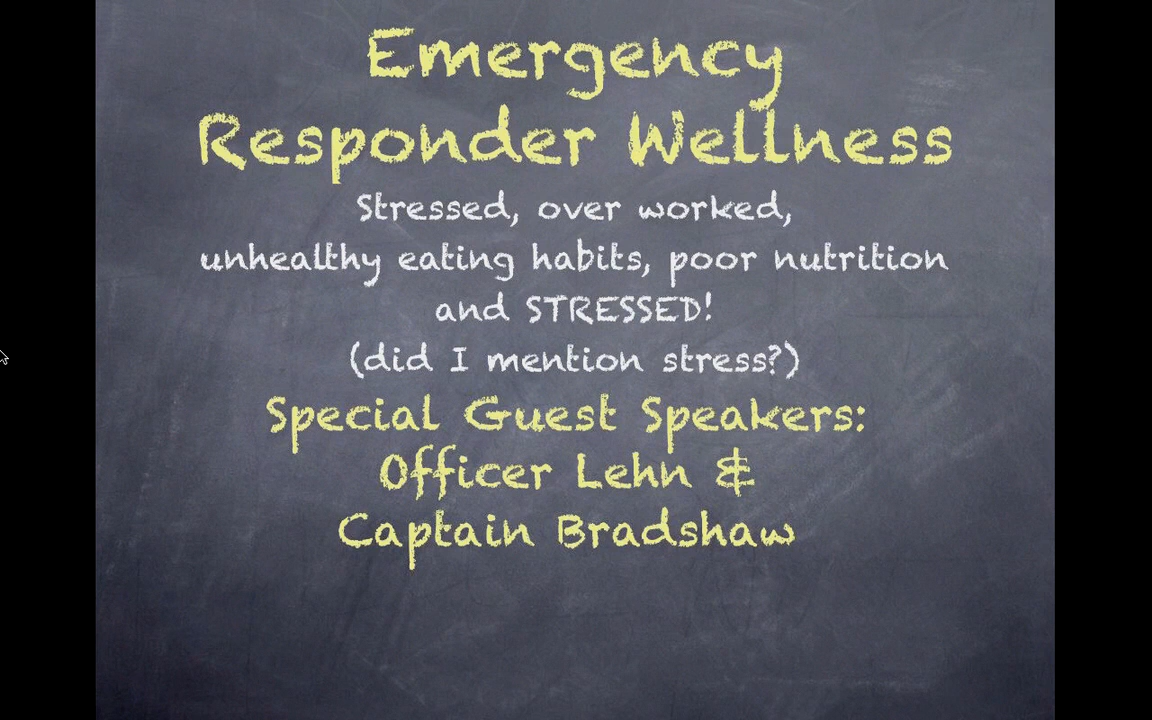 Emergency
Responder Wellness
Stressed, over worked,
unhealthy eating habits, poor nutrition
and STRESSED!
(did I mention stress?)
Special Guest Speakers:
Officer Lehn &
Captain Bradshaw